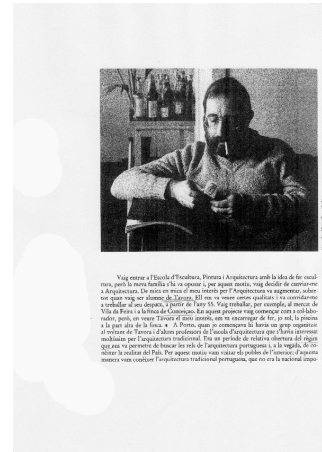 Vaig entrar a l'Escola d'Escultura, Pintura i Arquitectura amb la idea de fer escul-
tura, però la meva família s'hi va oposar i, per aquest motiu, vaig decidir de canviar-me
a Arquitectura. De mica en mica el meu interès per l'Arquitectura va augmentar, sobre-
tot quan vaig ser alumne de Távora. Ell em va veure certes qualitats i va convidar-me
a treballar al seu despatx, a partir de l'any 55. Vaig treballar, per exemple, al mercat de
Vila da Feira i a la finca de Conceiçao. En aquest projecte vaig començar com a col·labo-
rador, però, en veure Távora el meu interès, em va encarregar de fer, jo sol, la piscina
a la part alta de la finca. • A Porto, quan jo començava hi havia un grup organitzat
al voltant de Távora i d'altres professors de l'escola d'arquitectura que s'havia interessat
moltíssim per l'arquitectura tradicional. Era un període de relativa obertura del règim
que ens va permetre de buscar les rels de l'arquitectura portuguesa i, a la vegada, de co-
nèixer la realitat del País. Per aquest motiu vam visitar els pobles de l'interior; d'aquesta
manera vam conèixer l'arquitectura tradicional portuguesa, que no era la nacional impo-